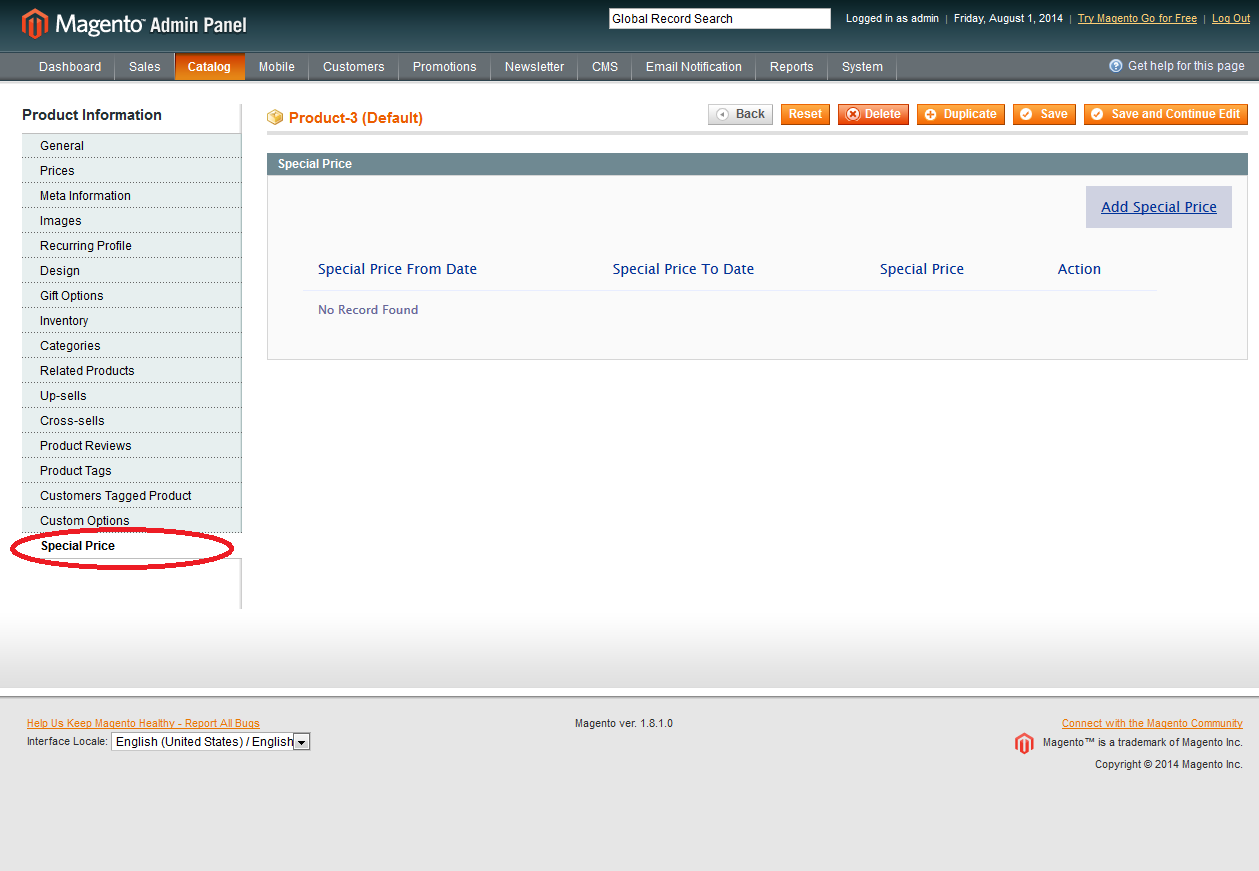 Magento™ Admin Panel
Global Record Search
Logged in as admin | Friday, August 1, 2014 | Try Magento Go for Free | Log Out
Dashboard Sales Catalog Mobile Customers Promotions Newsletter CMS Email Notification Reports System
Get help for this page
Product Information
General
Prices
Meta Information
Images
Recurring Profile
Design
Gift Options
Inventory
Categories
Related Products
Up-sells
Cross-sells
Product Reviews
Product Tags
Customers Tagged Product
Custom Options
Special Price
Product-3 (Default)
Back Reset Delete Duplicate Save Save and Continue Edit
Special Price
Add Special Price
Special Price From Date Special Price To Date Special Price Action
No Record Found
Help Us Keep Magento Healthy - Report All Bugs
Interface Locale: English (United States) / English
Magento ver. 1.8.1.0
Connect with the Magento Community
Magento™ is a trademark of Magento Inc.
Copyright © 2014 Magento Inc.